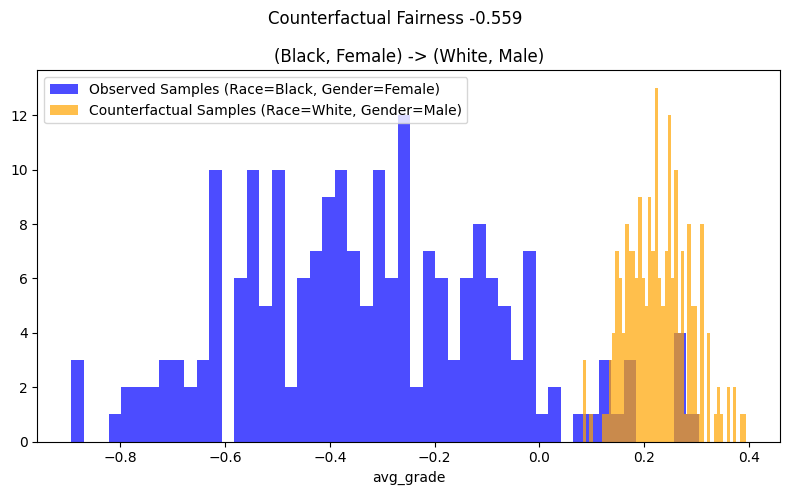 Counterfactual Fairness -0.559
(Black, Female) -> (White, Male)
Observed Samples (Race=Black, Gender=Female)
Counterfactual Samples (Race=White, Gender=Male)
12
10
8
6
4
2
0
−0.8 −0.6 −0.4 −0.2 0.0 0.2 0.4
avg_grade